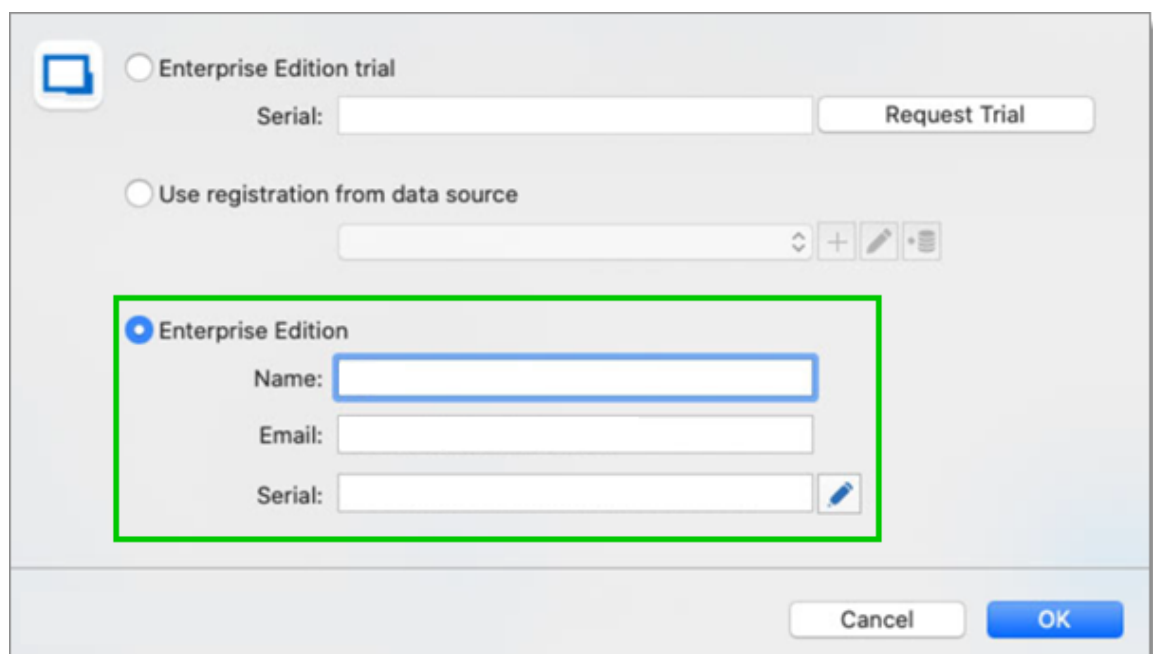 Enterprise Edition trial
Serial:
Request Trial
Use registration from data source
Enterprise Edition
Name:
Email:
Serial:
Cancel
OK